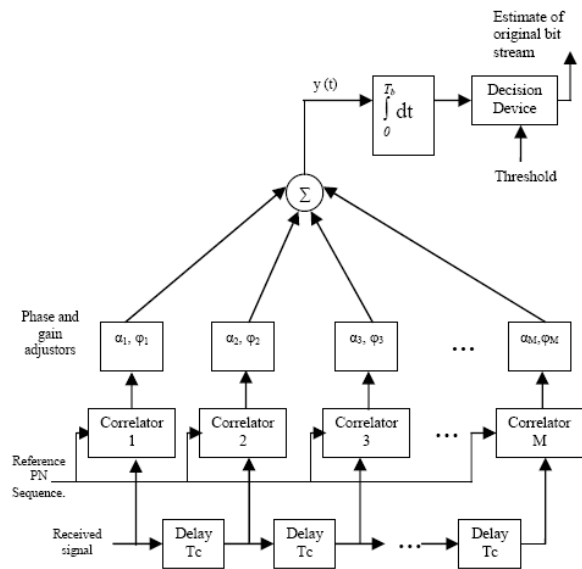 Estimate of
original bit
stream
y (t)
T_b
∫ dt
0
Decision
Device
Threshold
Σ
Phase and
gain
adjustors
α₁, φ₁
α₂, φ₂
α₃, φ₃
...
α_M,φ_M
Correlator
1
Correlator
2
Correlator
3
...
Correlator
M
Reference
PN
Sequence.
Received
signal
Delay
Tc
Delay
Tc
...
Delay
Tc